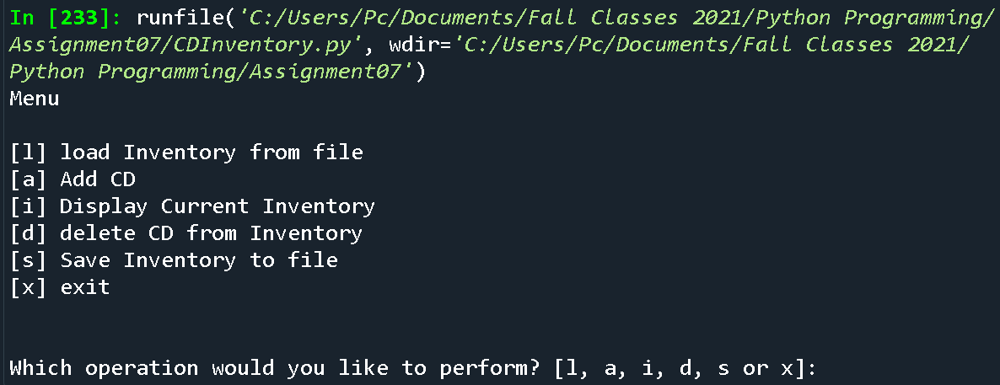 In [233]: runfile('C:/Users/Pc/Documents/Fall Classes 2021/Python Programming/
Assignment07/CDInventory.py', wdir='C:/Users/Pc/Documents/Fall Classes 2021/
Python Programming/Assignment07')
Menu
[l] load Inventory from file
[a] Add CD
[i] Display Current Inventory
[d] delete CD from Inventory
[s] Save Inventory to file
[x] exit
Which operation would you like to perform? [l, a, i, d, s or x]: